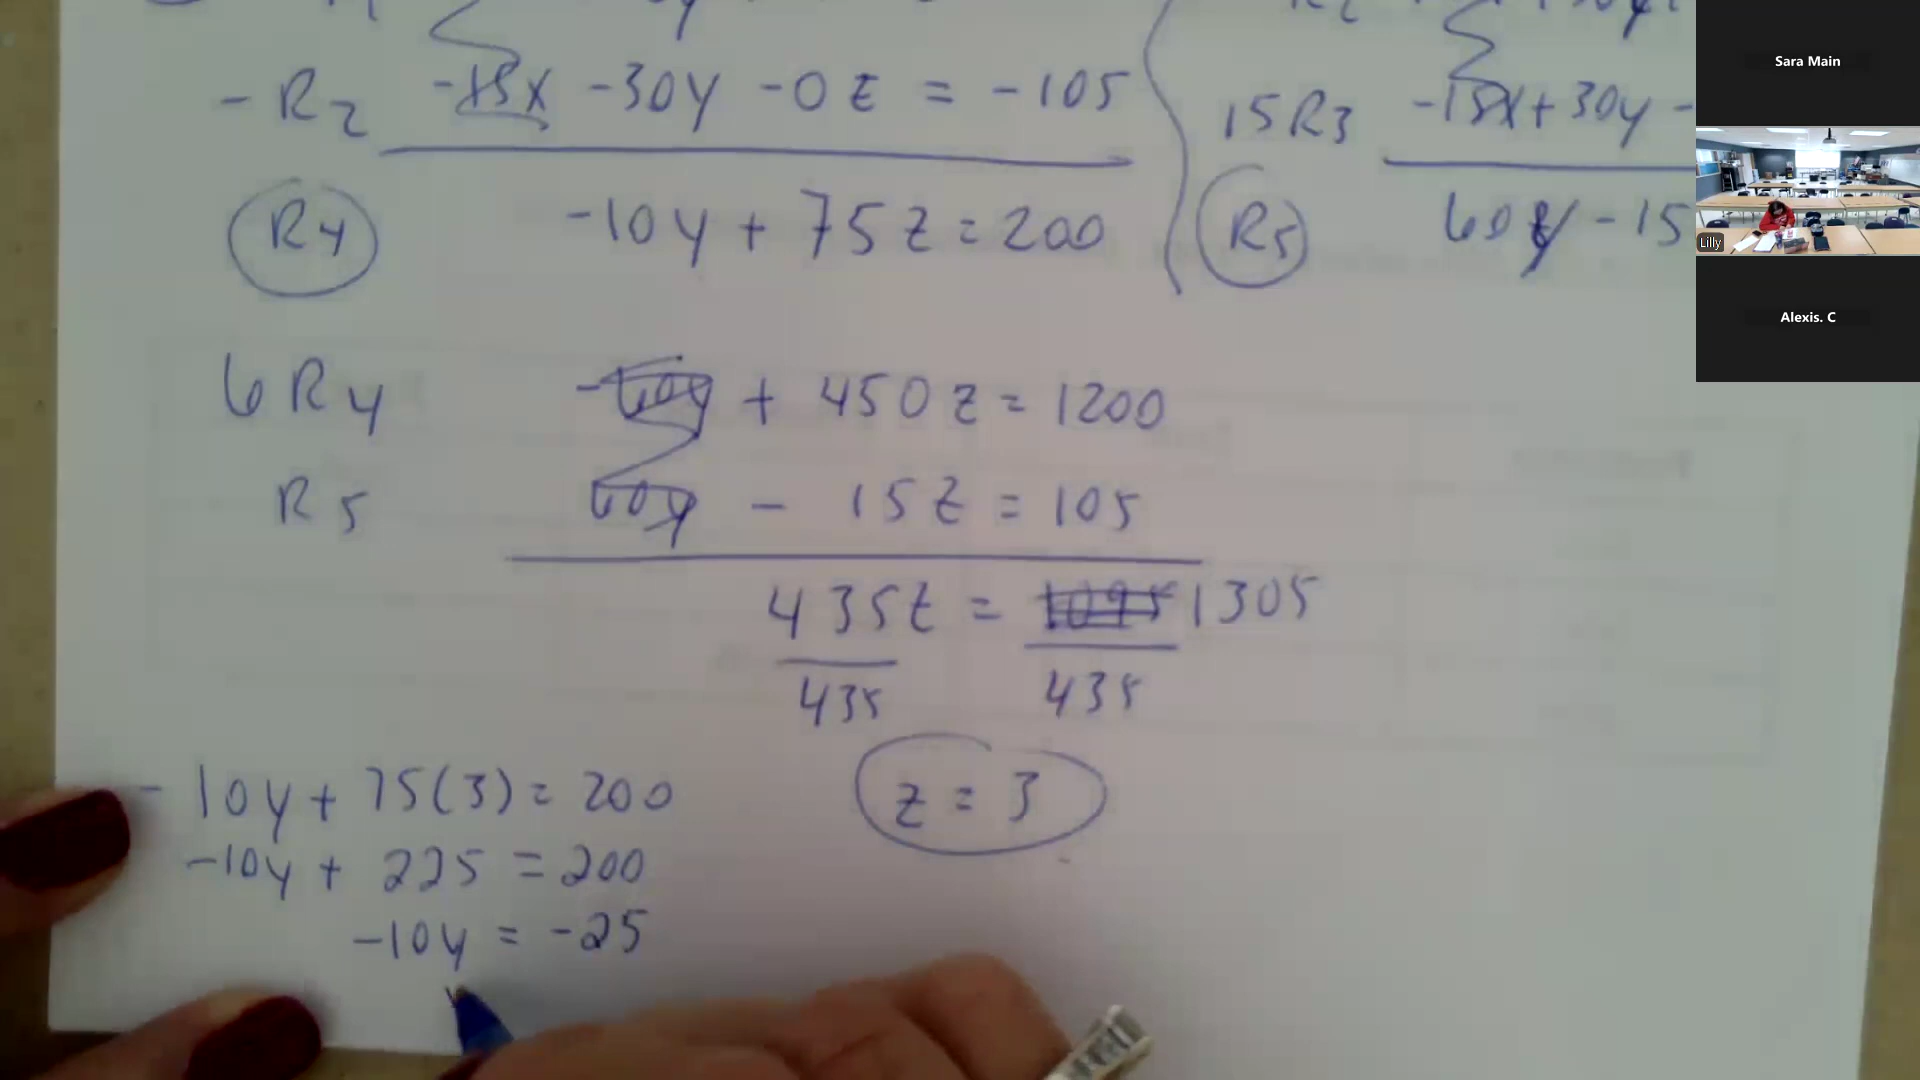 - R2 -15x -30y -0z = -105
R4 -10y + 75z = 200
15R3 -15x + 30y -
R5 60y - 15
6R4 -60y + 450z = 1200
R5 60y - 15z = 105
435z = 1305
435 435
z = 3
-10y + 75(3) = 200
-10y + 225 = 200
-10y = -25
Sara Main
Lilly
Alexis. C